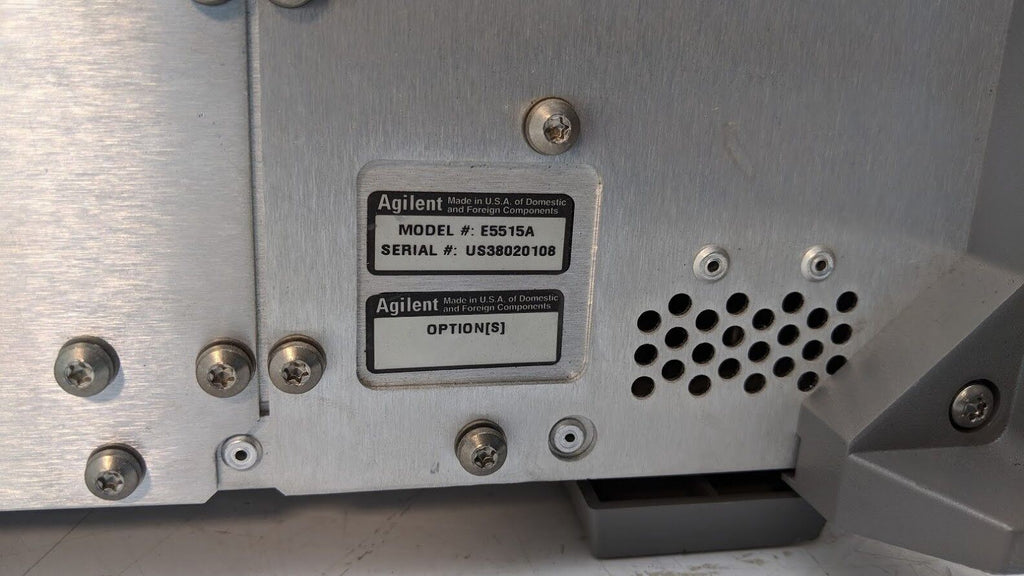 Agilent Made in U.S.A. of Domestic
and Foreign Components
MODEL #: E5515A
SERIAL #: US38020108
Agilent Made in U.S.A. of Domestic
and Foreign Components
OPTION[S]